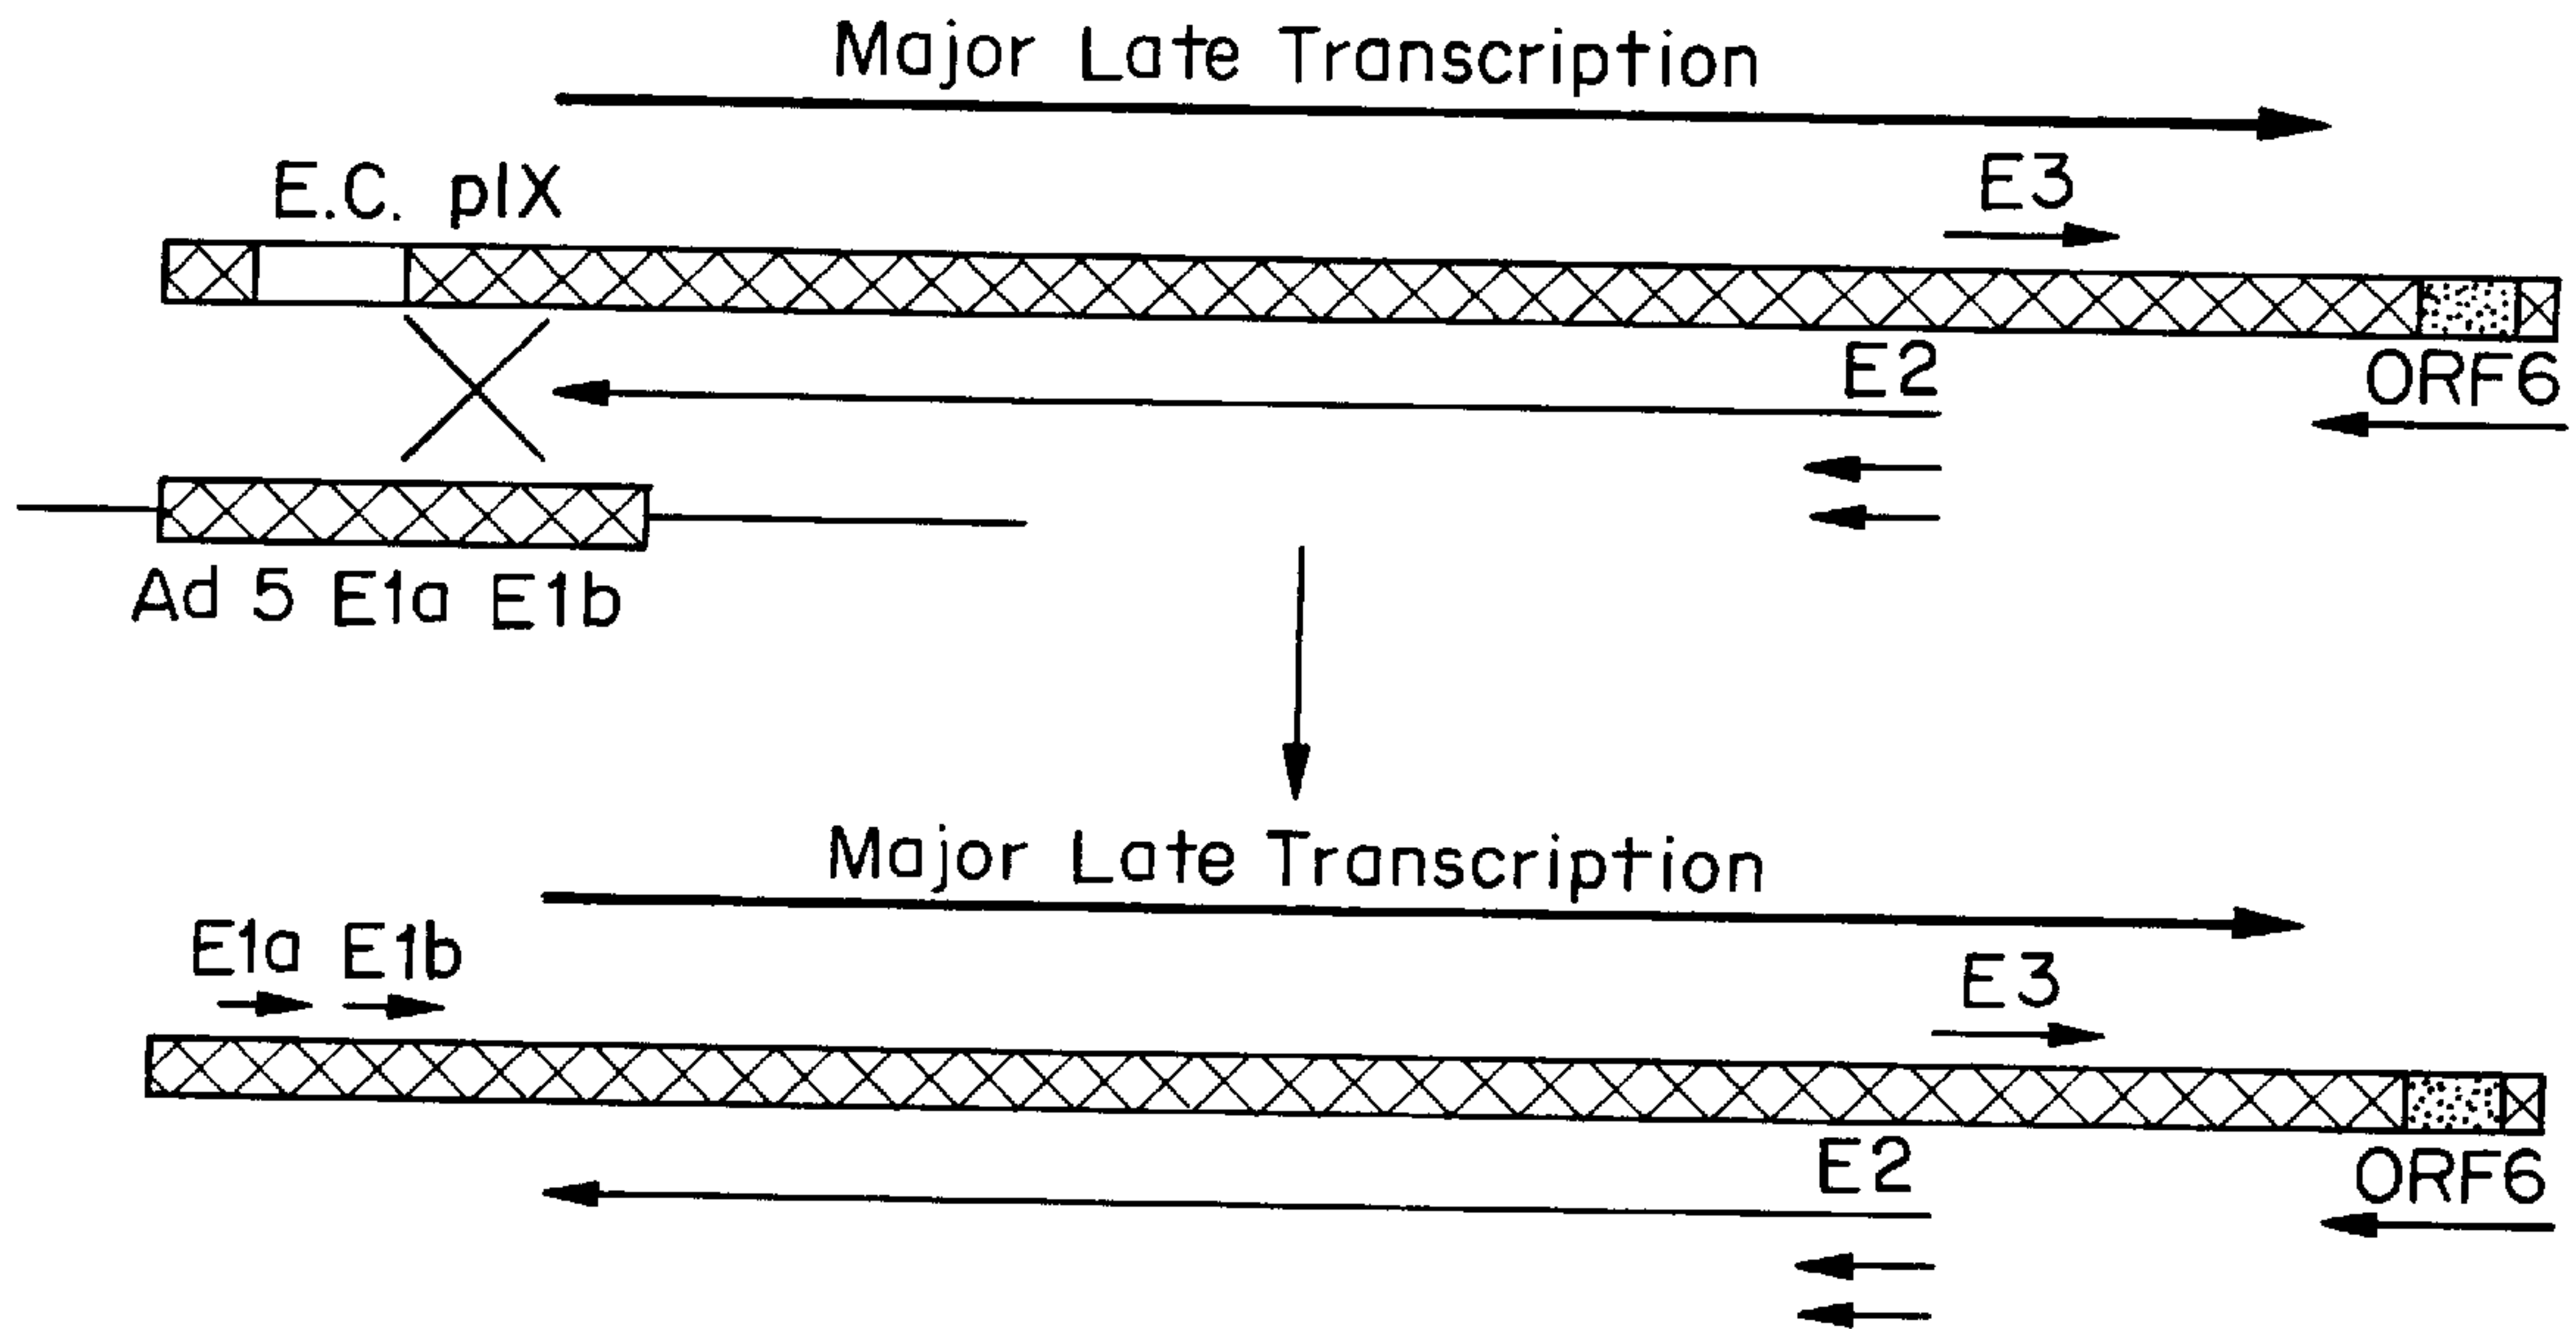 Major Late Transcription
E.C. pIX
E3
E2
ORF6
Ad 5 E1a E1b
Major Late Transcription
E1a E1b
E3
E2
ORF6